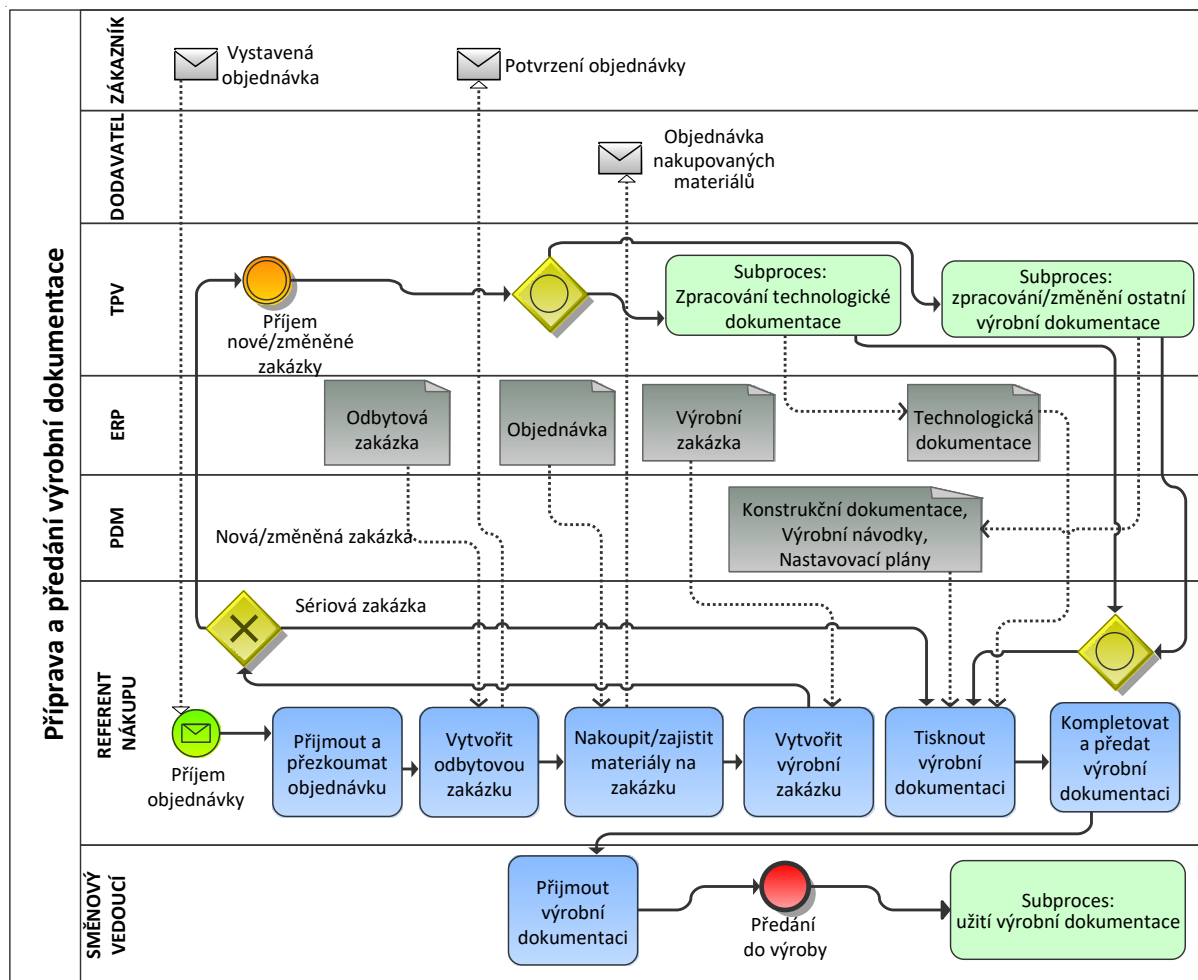 Příprava a předání výrobní dokumentace
ZÁKAZNÍK
Vystavená
objednávka
Potvrzení objednávky
DODAVATEL
Objednávka
nakupovaných
materiálů
TPV
Příjem
nové/změněné
zakázky
Subproces:
Zpracování technologické
dokumentace
Subproces:
zpracování/změnění ostatní
výrobní dokumentace
ERP
Odbytová
zakázka
Objednávka
Výrobní
zakázka
Technologická
dokumentace
PDM
Nová/změněná zakázka
Konstrukční dokumentace,
Výrobní návodky,
Nastavovací plány
REFERENT
NÁKUPU
Sériová zakázka
Příjem
objednávky
Přijmout a
přezkoumat
objednávku
Vytvořit
odbytovou
zakázku
Nakoupit/zajistit
materiály na
zakázku
Vytvořit
výrobní
zakázku
Tisknout
výrobní
dokumentaci
Kompletovat
a předat
výrobní
dokumentaci
SMĚNOVÝ
VEDOUCÍ
Přijmout
výrobní
dokumentaci
Předání
do výroby
Subproces:
užití výrobní dokumentace